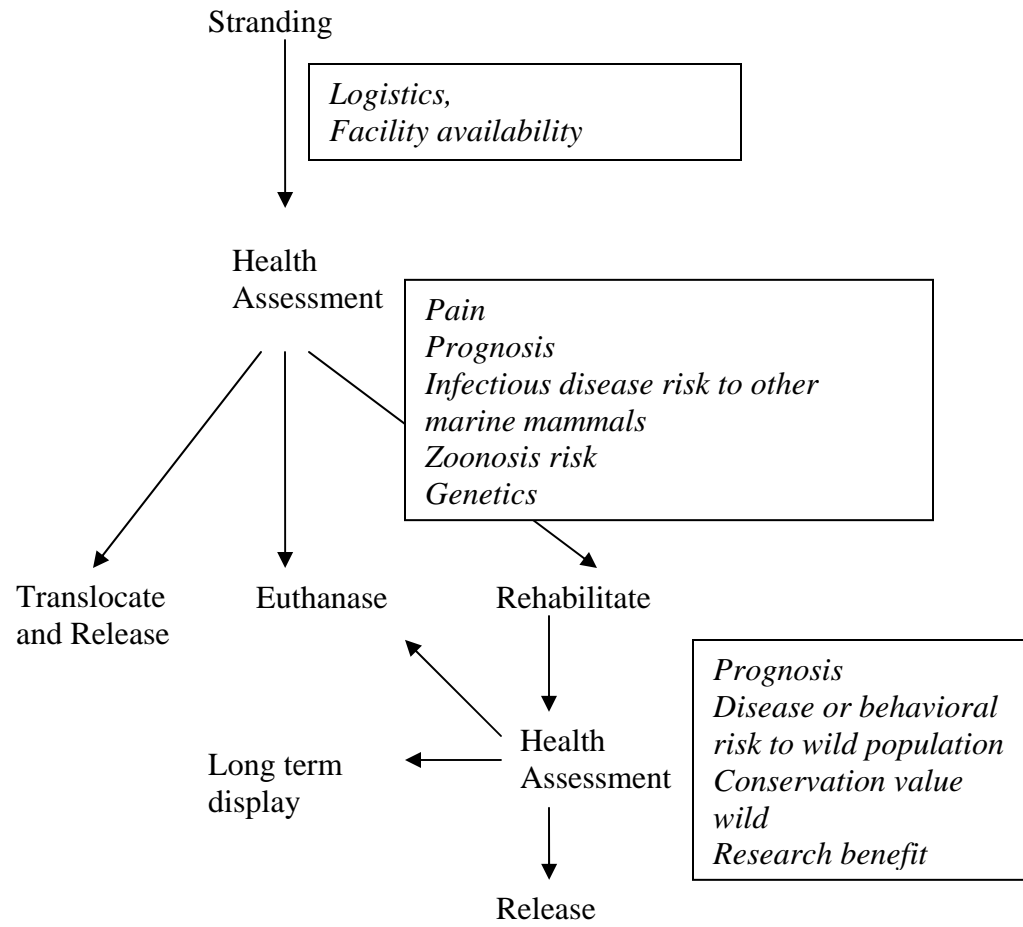 Stranding
Logistics,
Facility availability
Health
Assessment
Pain
Prognosis
Infectious disease risk to other
marine mammals
Zoonosis risk
Genetics
Translocate
and Release
Euthanase
Rehabilitate
Prognosis
Disease or behavioral
risk to wild population
Conservation value
wild
Research benefit
Health
Assessment
Long term
display
Release